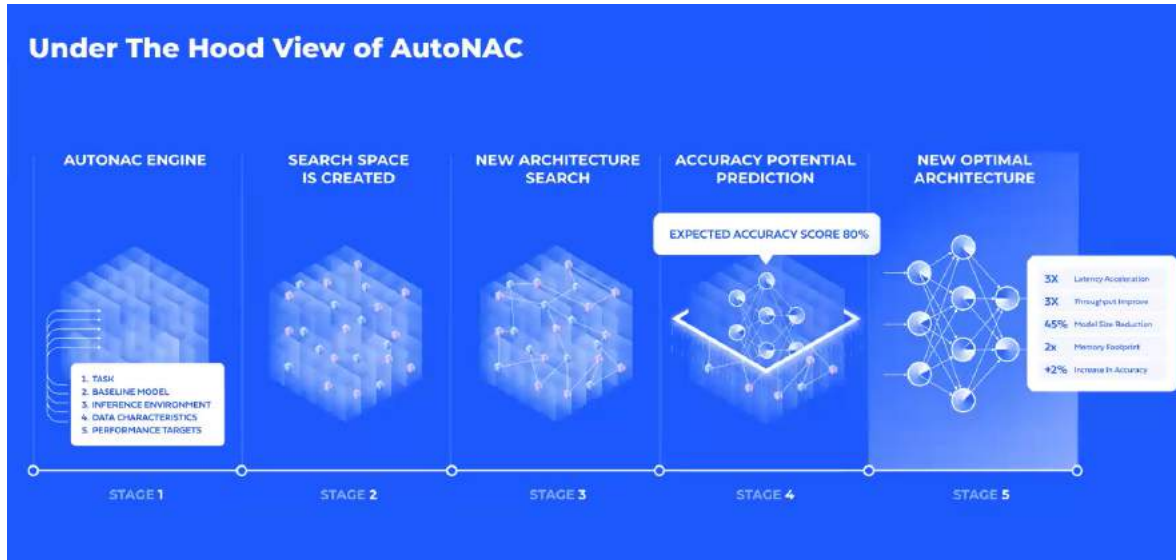 Under The Hood View of AutoNAC
AUTONAC ENGINE
SEARCH SPACE
IS CREATED
NEW ARCHITECTURE
SEARCH
ACCURACY POTENTIAL
PREDICTION
NEW OPTIMAL
ARCHITECTURE
EXPECTED ACCURACY SCORE 80%
1. TASK
2. BASELINE MODEL
3. INFERENCE ENVIRONMENT
4. DATA CHARACTERISTICS
5. PERFORMANCE TARGETS
3X Latency Acceleration
3X Throughput Improve
45% Model Size Reduction
2x Memory Footprint
+2% Increase In Accuracy
STAGE 1
STAGE 2
STAGE 3
STAGE 4
STAGE 5